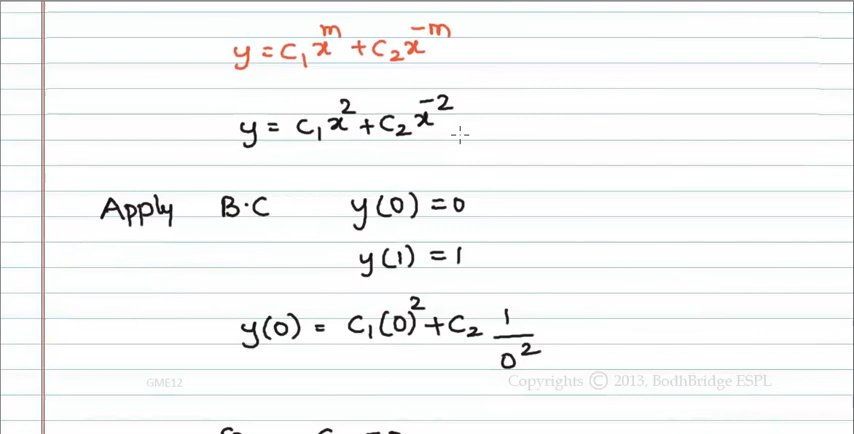 y = c₁x^m + c₂x^-m
y = c₁x² + c₂x^-2
Apply B.C y(0) = 0
y(1) = 1
y(0) = c₁(0)² + c₂ 1/0²
GME12 Copyrights © 2013, BodhBridge ESPL